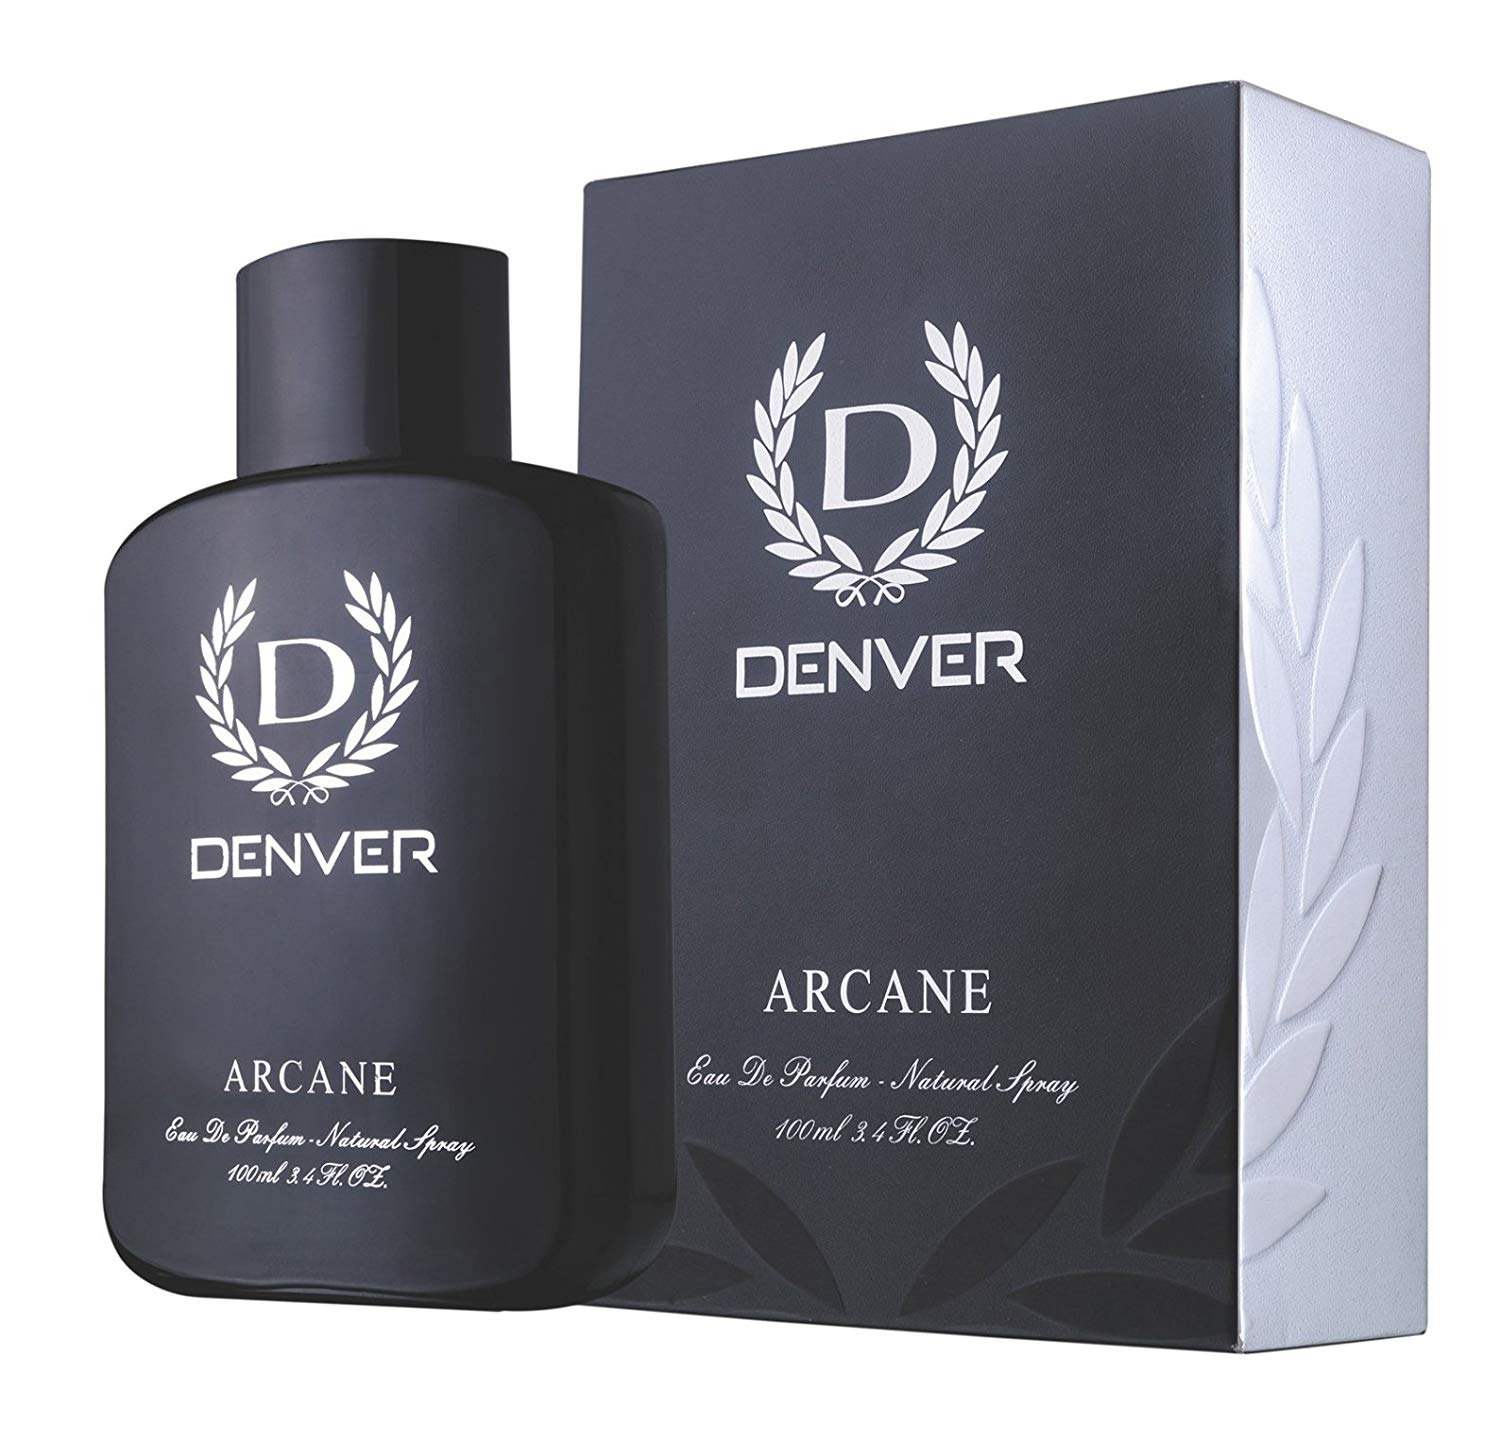 D
DENVER
ARCANE
Eau De Parfum - Natural Spray
100ml 3.4 Fl. OZ.
D
DENVER
ARCANE
Eau De Parfum - Natural Spray
100ml 3.4 Fl. OZ.